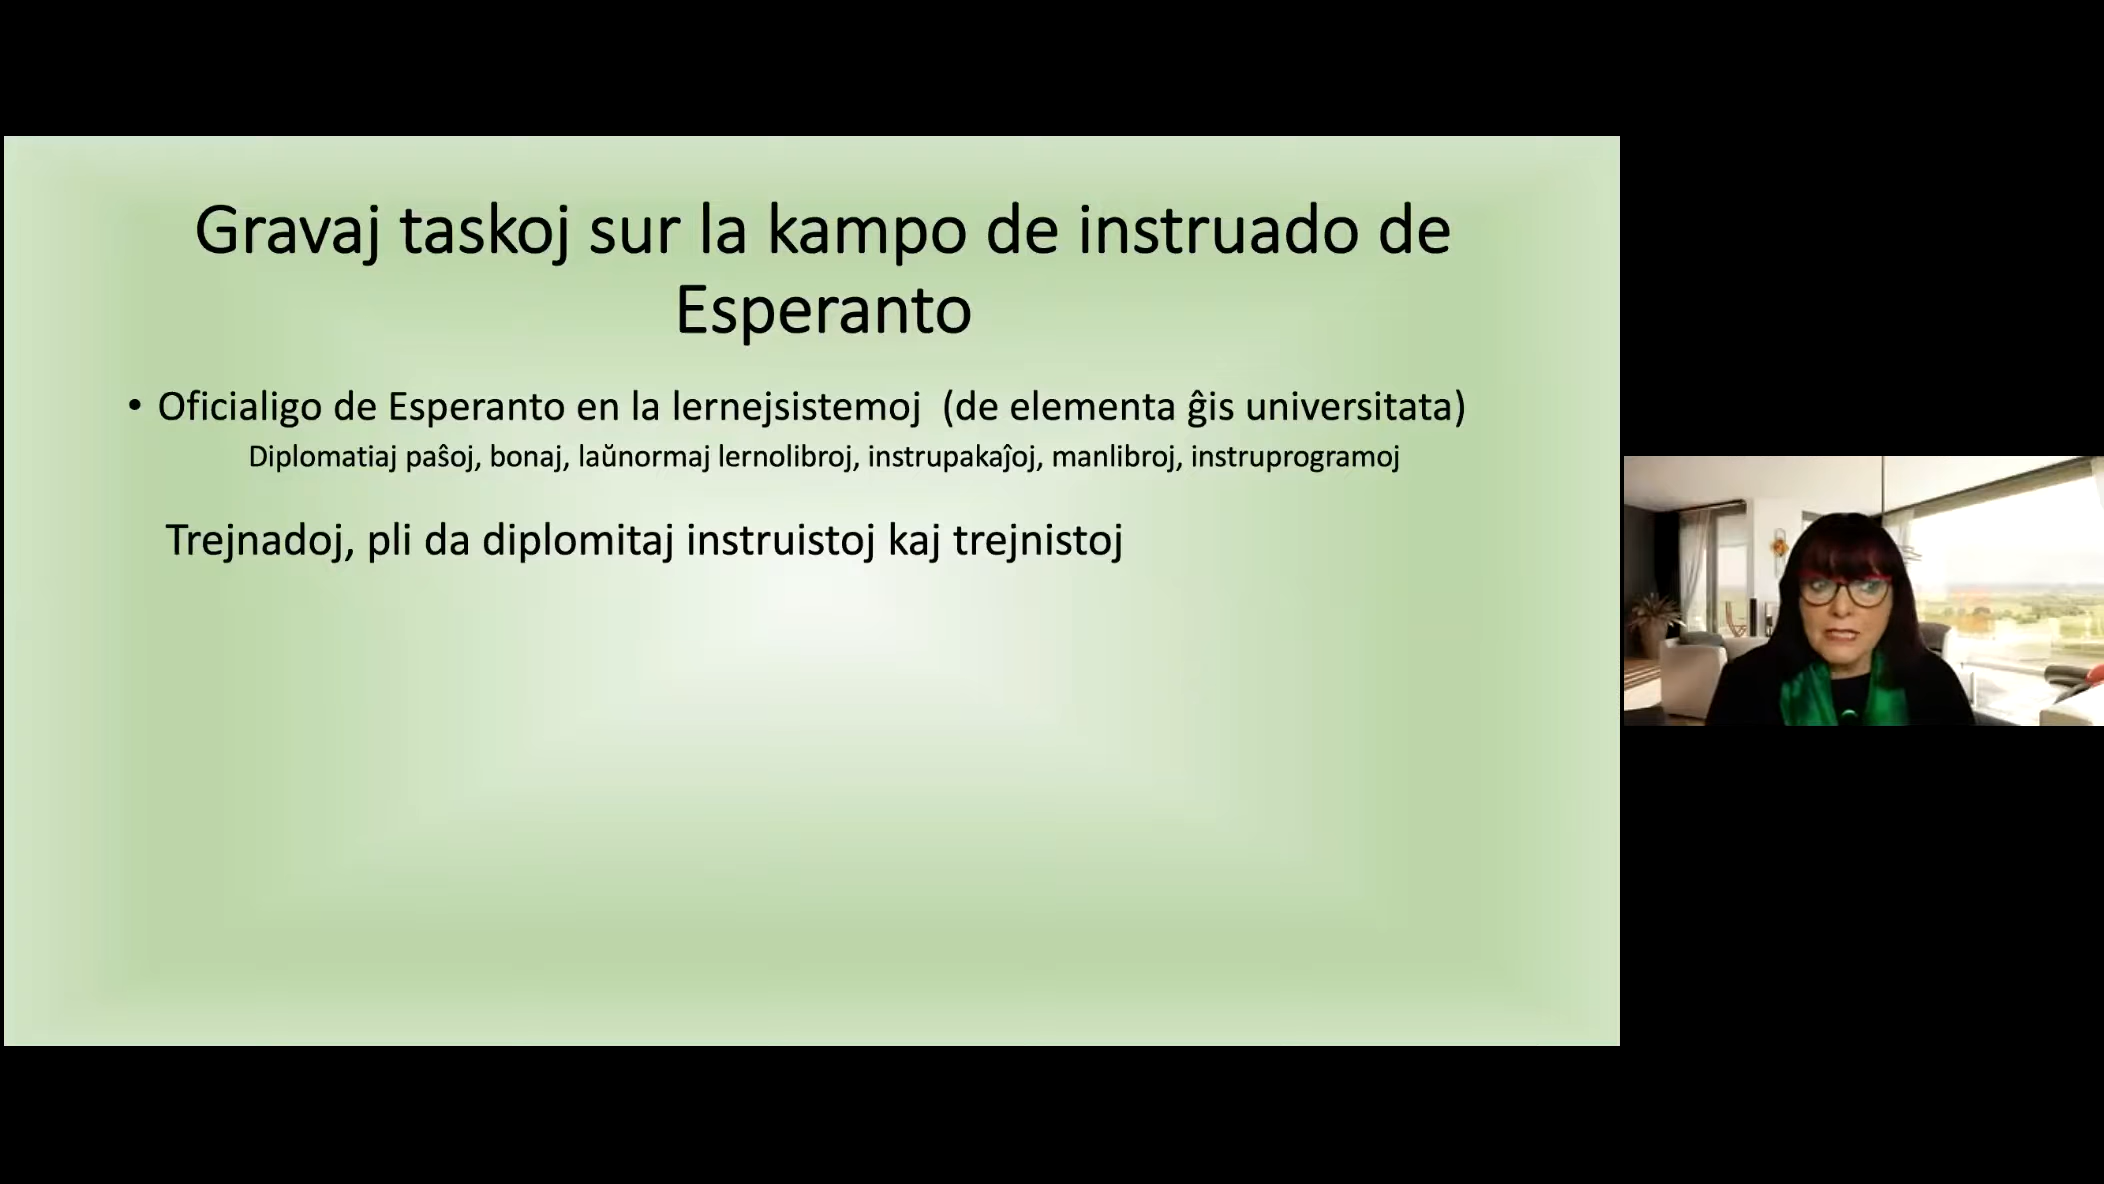 Gravaj taskoj sur la kampo de instruado de
Esperanto
• Oficialigo de Esperanto en la lernejsistemoj (de elementa ĝis universitata)
Diplomatiaj paŝoj, bonaj, laŭnormaj lernolibroj, instrupakaĵoj, manlibroj, instruprogramoj
Trejnadoj, pli da diplomitaj instruistoj kaj trejnistoj